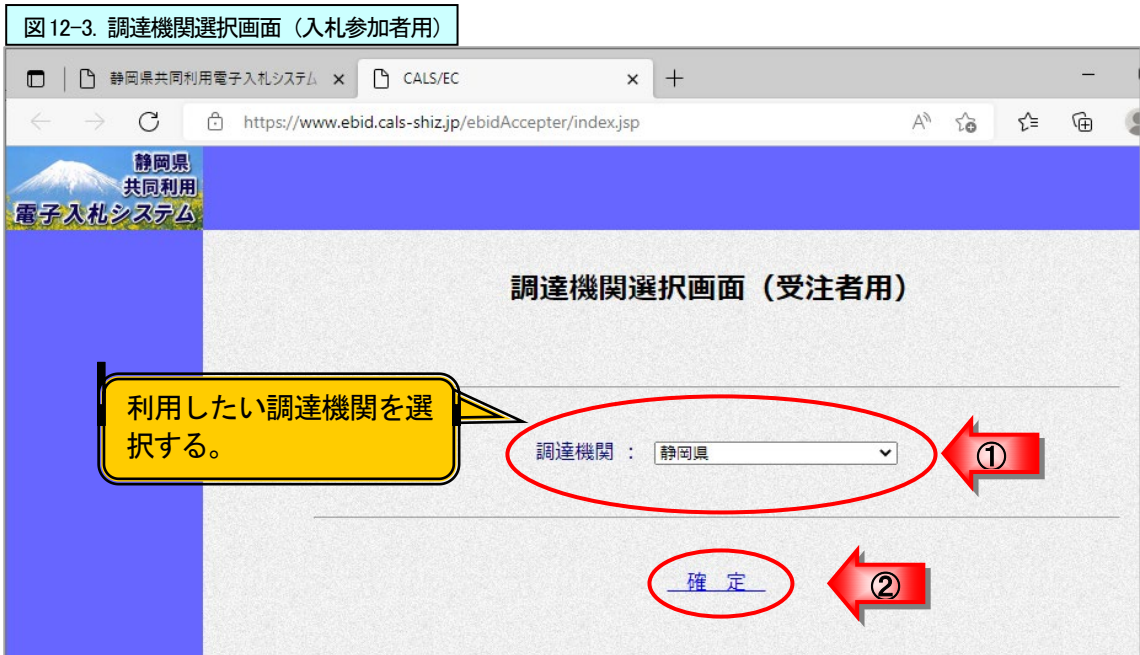 図12-3. 調達機関選択画面（入札参加者用）
静岡県共同利用電子入札システム
CALS/EC
https://www.ebid.cals-shiz.jp/ebidAccepter/index.jsp
静岡県
共同利用
電子入札システム
調達機関選択画面（受注者用）
利用したい調達機関を選
択する。
調達機関 ： 静岡県
①
確 定
②